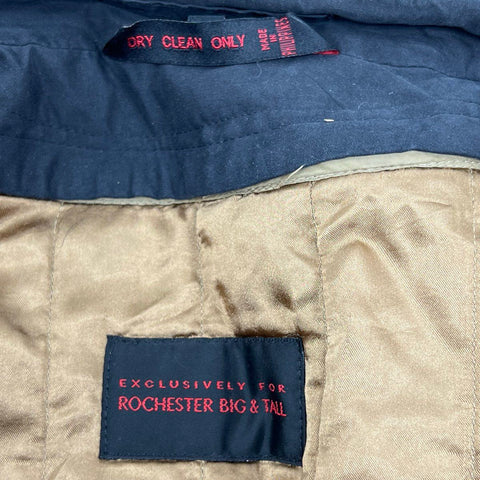 DRY CLEAN ONLY
MADE
IN
PHILIPPINES
EXCLUSIVELY FOR
ROCHESTER BIG & TALL